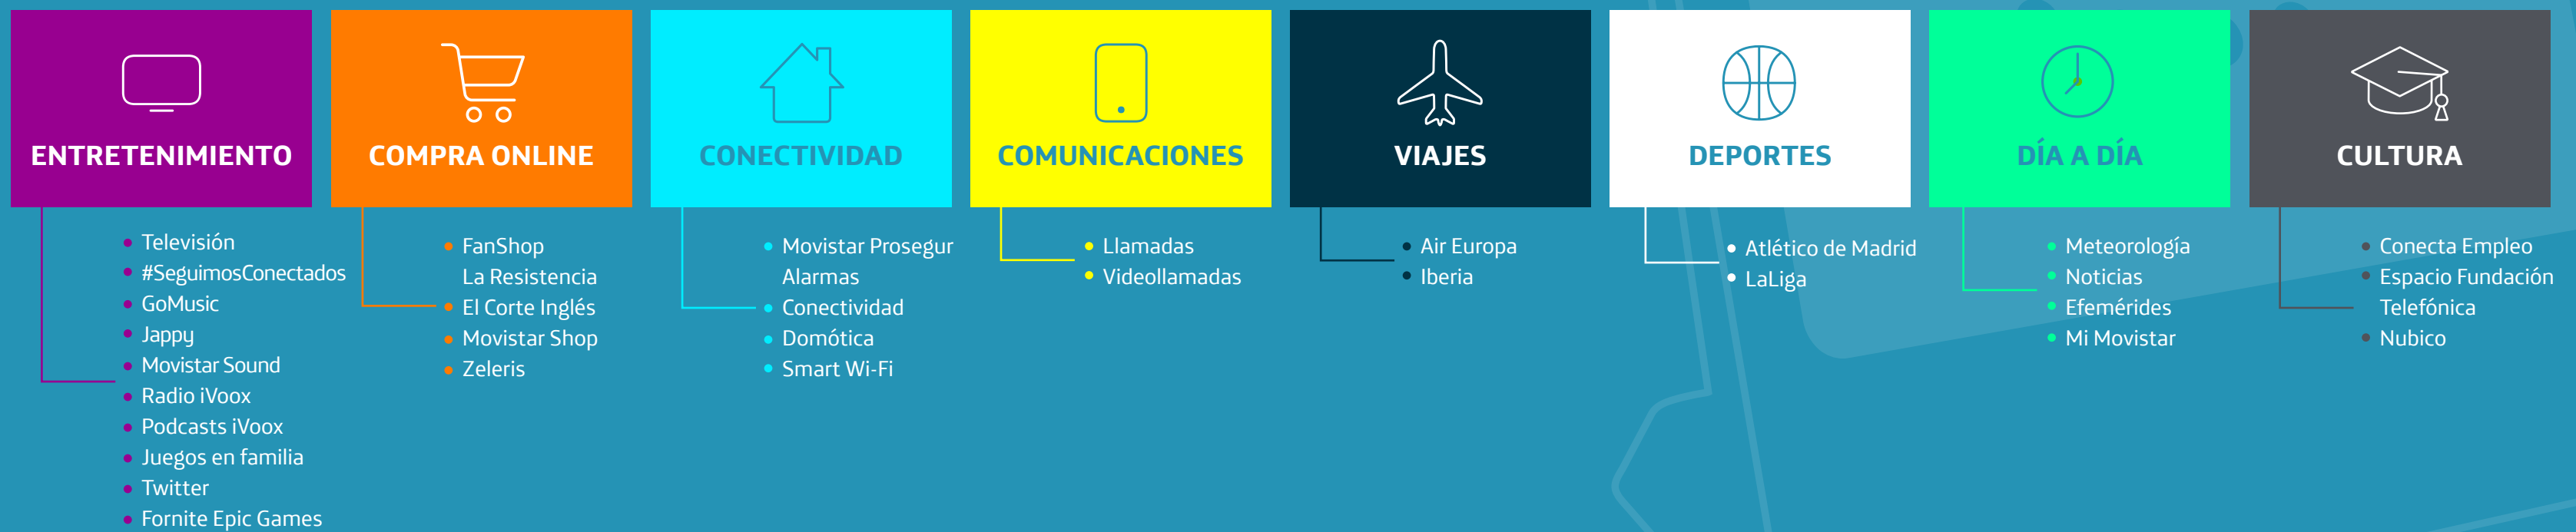 ENTRETENIMIENTO
Televisión
#SeguimosConectados
GoMusic
Jappy
Movistar Sound
Radio iVoox
Podcasts iVoox
Juegos en familia
Twitter
Fornite Epic Games
COMPRA ONLINE
FanShop
La Resistencia
El Corte Inglés
Movistar Shop
Zeleris
CONECTIVIDAD
Movistar Prosegur
Alarmas
Conectividad
Domótica
Smart Wi-Fi
COMUNICACIONES
Llamadas
Videollamadas
VIAJES
Air Europa
Iberia
DEPORTES
Atlético de Madrid
LaLiga
DÍA A DÍA
Meteorología
Noticias
Efemérides
Mi Movistar
CULTURA
Conecta Empleo
Espacio Fundación
Telefónica
Nubico